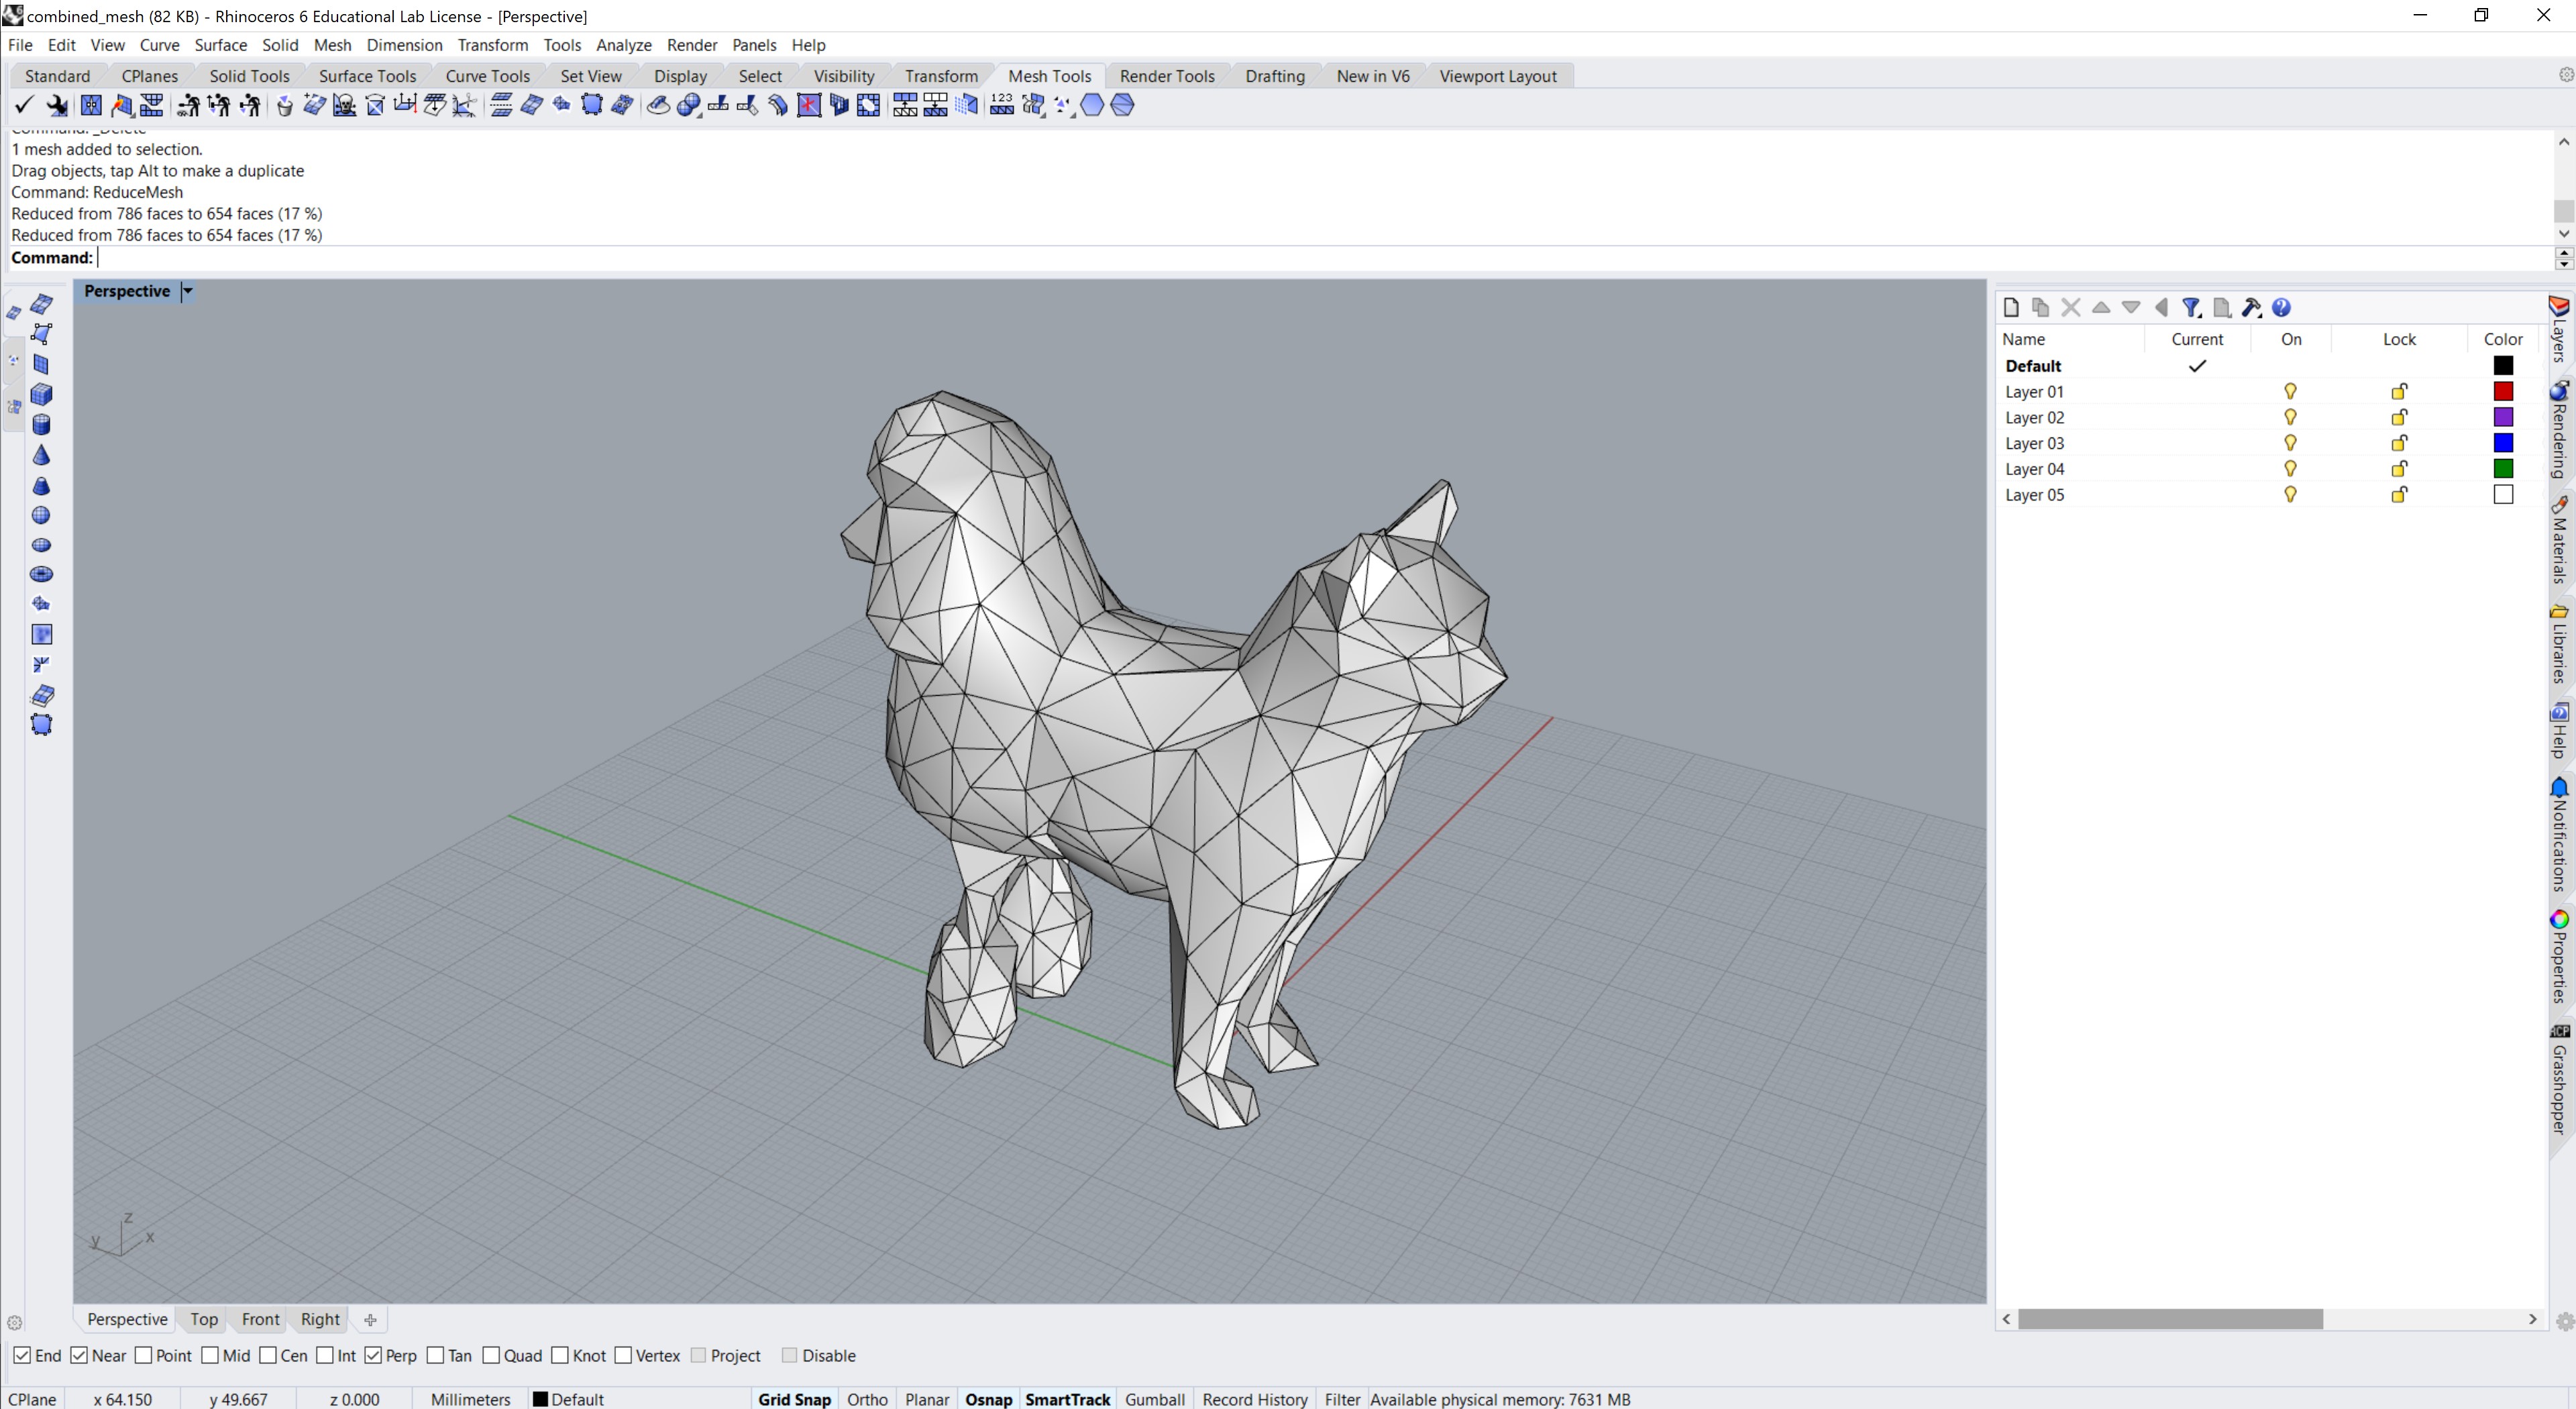 combined_mesh (82 KB) - Rhinoceros 6 Educational Lab License - [Perspective]
File Edit View Curve Surface Solid Mesh Dimension Transform Tools Analyze Render Panels Help
Standard CPlanes Solid Tools Surface Tools Curve Tools Set View Display Select Visibility Transform Mesh Tools Render Tools Drafting New in V6 Viewport Layout
123
Command: _Delete
1 mesh added to selection.
Drag objects, tap Alt to make a duplicate
Command: ReduceMesh
Reduced from 786 faces to 654 faces (17 %)
Reduced from 786 faces to 654 faces (17 %)
Command:
Perspective
z
y x
Name Current On Lock Color
Default
Layer 01
Layer 02
Layer 03
Layer 04
Layer 05
Layers
Rendering
Materials
Libraries
Help
Notifications
Properties
Grasshopper
Perspective Top Front Right
End Near Point Mid Cen Int Perp Tan Quad Knot Vertex Project Disable
CPlane x 64.150 y 49.667 z 0.000 Millimeters Default Grid Snap Ortho Planar Osnap SmartTrack Gumball Record History Filter Available physical memory: 7631 MB